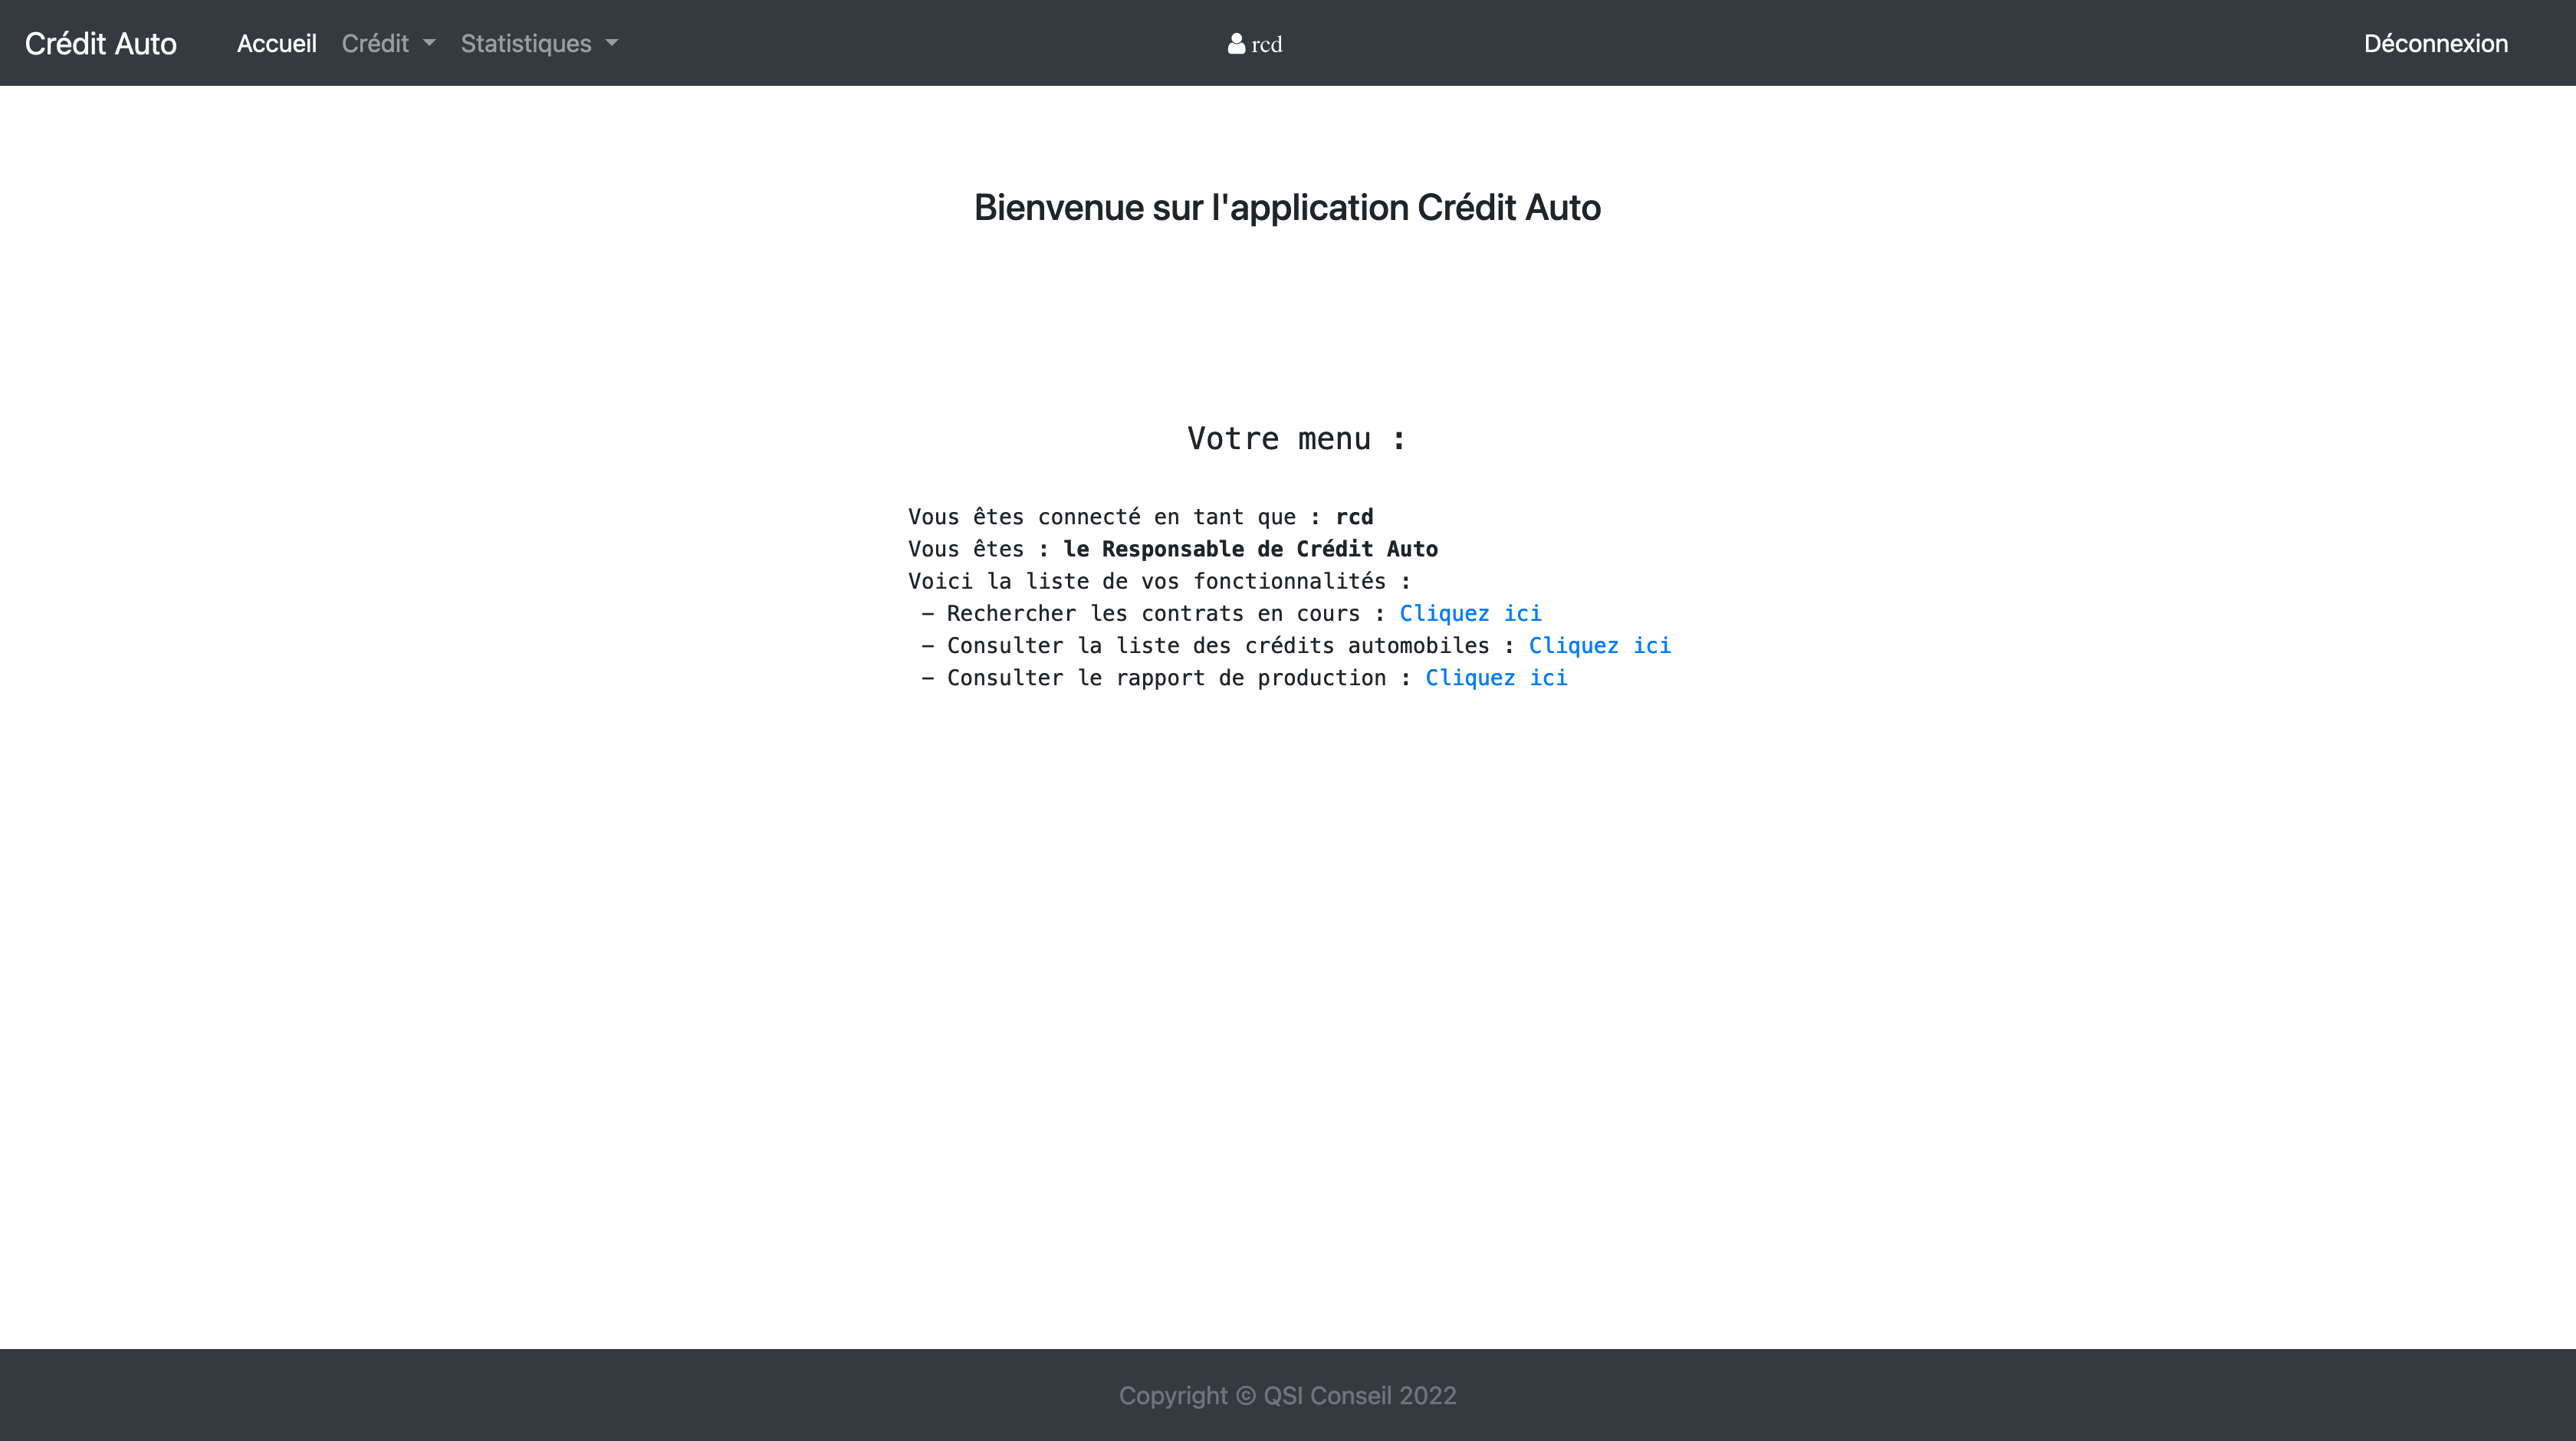 Crédit Auto Accueil Crédit Statistiques rcd Déconnexion
Bienvenue sur l'application Crédit Auto
Votre menu :
Vous êtes connecté en tant que : rcd
Vous êtes : le Responsable de Crédit Auto
Voici la liste de vos fonctionnalités :
– Rechercher les contrats en cours : Cliquez ici
– Consulter la liste des crédits automobiles : Cliquez ici
– Consulter le rapport de production : Cliquez ici
Copyright © QSI Conseil 2022